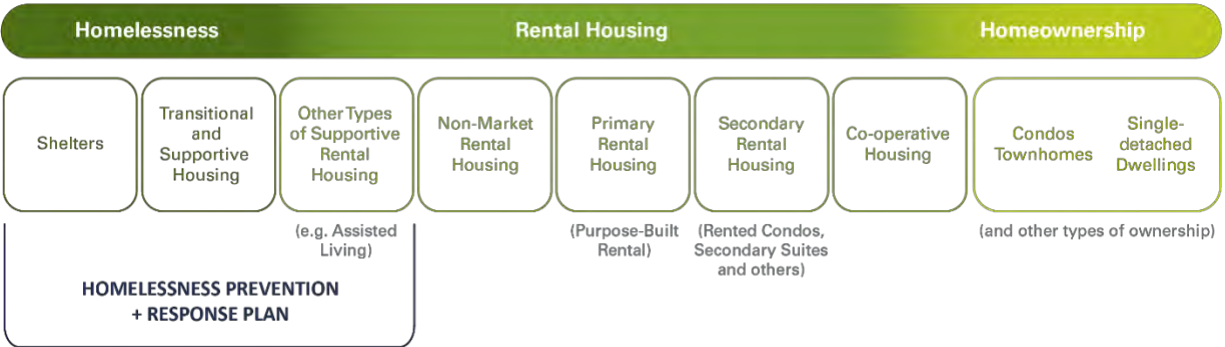 Homelessness
Rental Housing
Homeownership
Shelters
Transitional
and
Supportive
Housing
Other Types
of Supportive
Rental
Housing
Non-Market
Rental
Housing
Primary
Rental
Housing
Secondary
Rental
Housing
Co-operative
Housing
Condos
Townhomes
Single-
detached
Dwellings
(e.g. Assisted
Living)
(Purpose-Built
Rental)
(Rented Condos,
Secondary Suites
and others)
(and other types of ownership)
HOMELESSNESS PREVENTION
+ RESPONSE PLAN